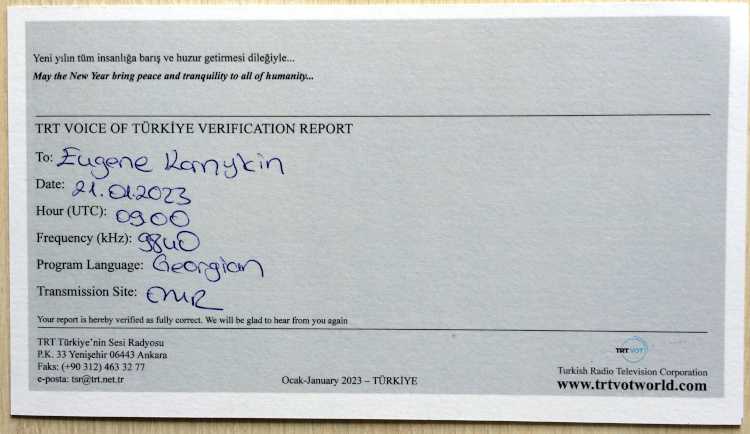 Yeni yılın tüm insanlığa barış ve huzur getirmesi dileğiyle...
May the New Year bring peace and tranquility to all of humanity...
TRT VOICE OF TÜRKİYE VERIFICATION REPORT
To: Eugene Kanykin
Date: 21.01.2023
Hour (UTC): 09.00
Frequency (kHz): 9840
Program Language: Georgian
Transmission Site: EMR
Your report is hereby verified as fully correct. We will be glad to hear from you again
TRT Türkiye'nin Sesi Radyosu
P.K. 33 Yenişehir 06443 Ankara
Faks: (+90 312) 463 32 77
e-posta: tsr@trt.net.tr
Ocak-January 2023 – TÜRKİYE
TRT VOT
Turkish Radio Television Corporation
www.trtvotworld.com